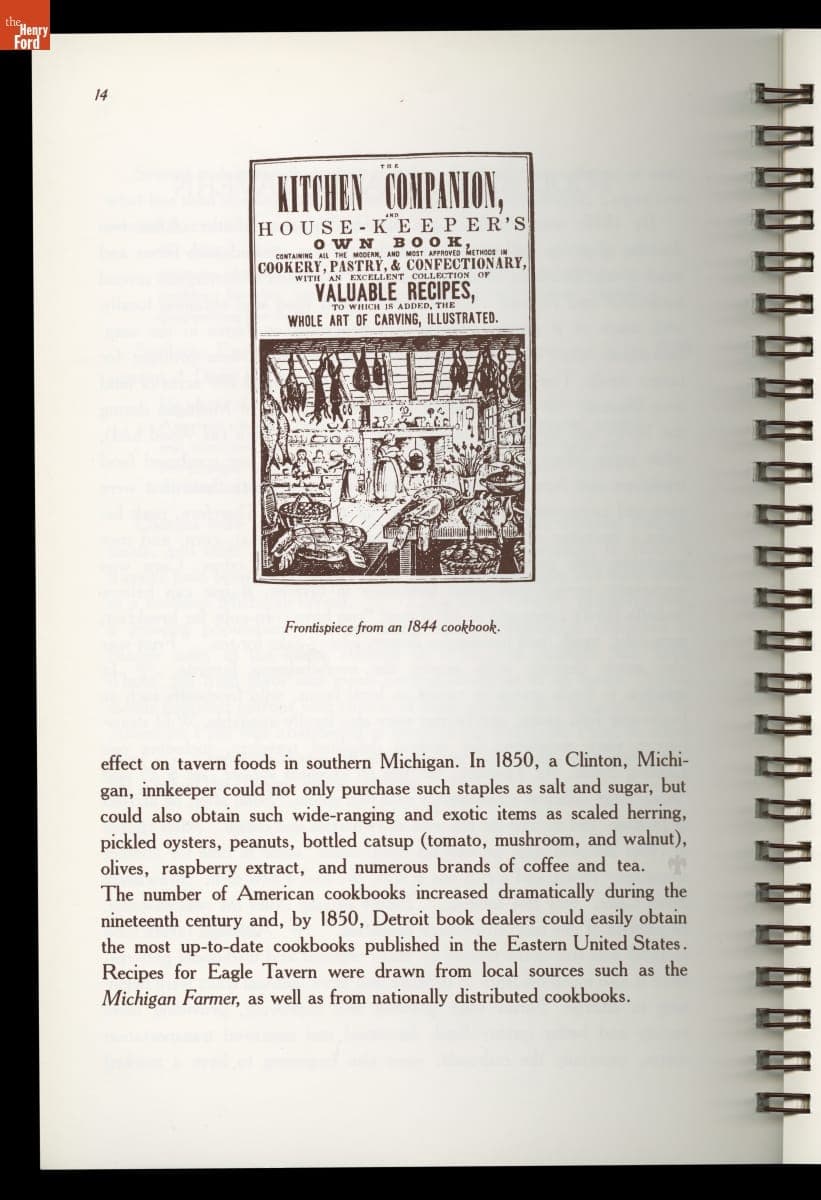 the
Henry
Ford
14
THE
KITCHEN COMPANION,
AND
HOUSE-KEEPER'S
OWN BOOK,
CONTAINING ALL THE MODERN, AND MOST APPROVED METHODS IN
COOKERY, PASTRY, & CONFECTIONARY,
WITH AN EXCELLENT COLLECTION OF
VALUABLE RECIPES,
TO WHICH IS ADDED, THE
WHOLE ART OF CARVING, ILLUSTRATED.
Frontispiece from an 1844 cookbook.
effect on tavern foods in southern Michigan. In 1850, a Clinton, Michi-
gan, innkeeper could not only purchase such staples as salt and sugar, but
could also obtain such wide-ranging and exotic items as scaled herring,
pickled oysters, peanuts, bottled catsup (tomato, mushroom, and walnut),
olives, raspberry extract, and numerous brands of coffee and tea.
The number of American cookbooks increased dramatically during the
nineteenth century and, by 1850, Detroit book dealers could easily obtain
the most up-to-date cookbooks published in the Eastern United States.
Recipes for Eagle Tavern were drawn from local sources such as the
Michigan Farmer, as well as from nationally distributed cookbooks.